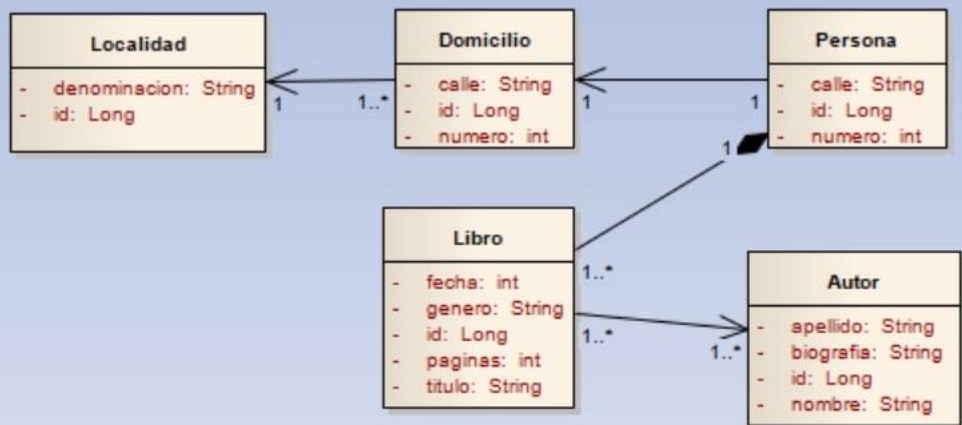 Localidad
- denominacion: String
- id: Long
1
1..*
Domicilio
- calle: String
- id: Long
- numero: int
1
1
Persona
- calle: String
- id: Long
- numero: int
1
Libro
- fecha: int
- genero: String
- id: Long
- paginas: int
- titulo: String
1..*
1..*
1..*
Autor
- apellido: String
- biografia: String
- id: Long
- nombre: String